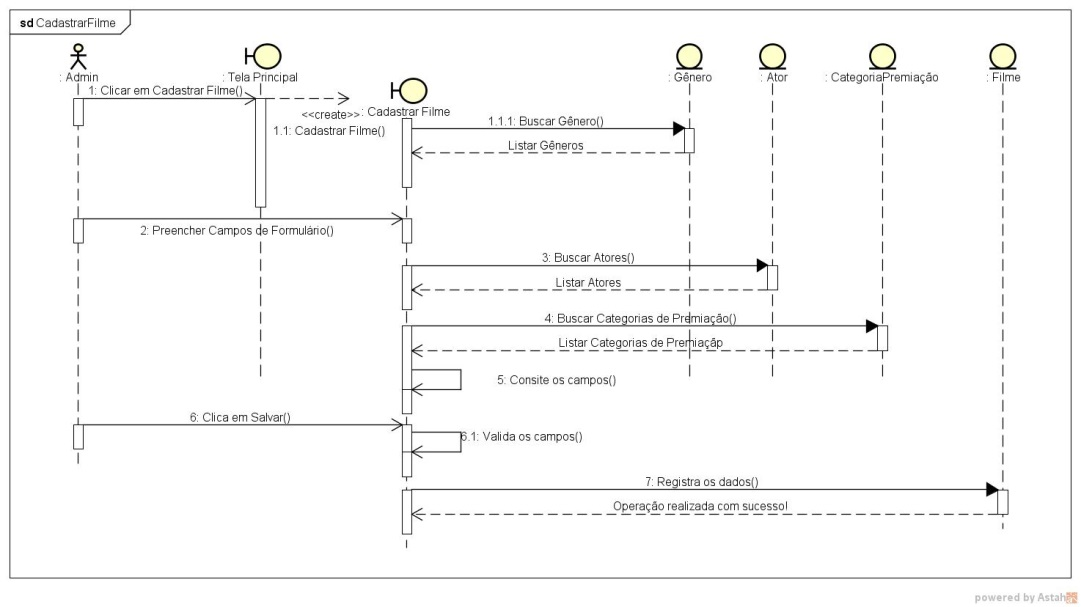 sd CadastrarFilme
: Admin
: Tela Principal
: Cadastrar Filme
: Gênero
: Ator
: CategoriaPremiação
: Filme
1: Clicar em Cadastrar Filme()
<<create>>
1.1: Cadastrar Filme()
1.1.1: Buscar Gênero()
Listar Gêneros
2: Preencher Campos de Formulário()
3: Buscar Atores()
Listar Atores
4: Buscar Categorias de Premiação()
Listar Categorias de Premiaçãp
5: Consite os campos()
6: Clica em Salvar()
6.1: Valida os campos()
7: Registra os dados()
Operação realizada com sucesso!
powered by Astah